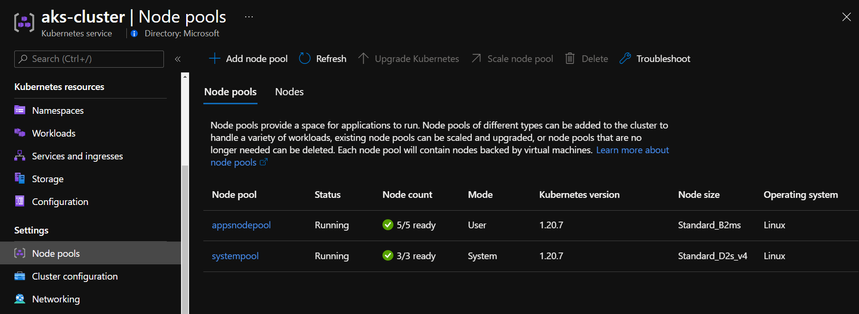 aks-cluster | Node pools ...
Kubernetes service | Directory: Microsoft
Search (Ctrl+/)
Kubernetes resources
Namespaces
Workloads
Services and ingresses
Storage
Configuration
Settings
Node pools
Cluster configuration
Networking
Add node pool Refresh Upgrade Kubernetes Scale node pool Delete Troubleshoot
Node pools Nodes
Node pools provide a space for applications to run. Node pools of different types can be added to the cluster to
handle a variety of workloads, existing node pools can be scaled and upgraded, or node pools that are no
longer needed can be deleted. Each node pool will contain nodes backed by virtual machines. Learn more about
node pools
Node pool Status Node count Mode Kubernetes version Node size Operating system
appsnodepool Running 5/5 ready User 1.20.7 Standard_B2ms Linux
systempool Running 3/3 ready System 1.20.7 Standard_D2s_v4 Linux